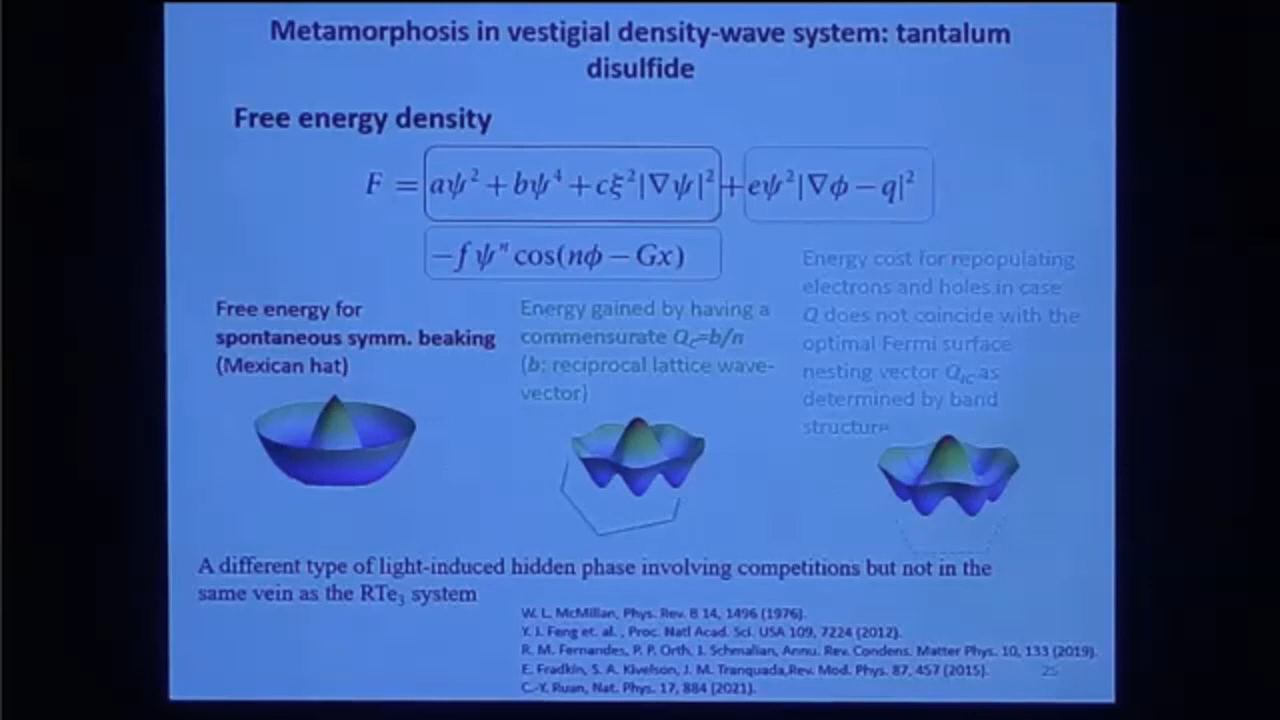 Metamorphosis in vestigial density-wave system: tantalum
disulfide
Free energy density
F = aψ² + bψ⁴ + cξ²|∇ψ|² + eψ²|∇ϕ − q|²
−fψⁿ cos(nϕ − Gx)
Free energy for
spontaneous symm. beaking
(Mexican hat)
Energy gained by having a
commensurate Q_C=b/n
(b: reciprocal lattice wave-
vector)
Energy cost for repopulating
electrons and holes in case
Q does not coincide with the
optimal Fermi surface
nesting vector Q_IC as
determined by band
structure
A different type of light-induced hidden phase involving competitions but not in the
same vein as the RTe₃ system
W. L. McMillan, Phys. Rev. B 14, 1496 (1976).
Y. J. Feng et. al. , Proc. Natl Acad. Sci. USA 109, 7224 (2012).
R. M. Fernandes, P. P. Orth, J. Schmalian, Annu. Rev. Condens. Matter Phys. 10, 133 (2019).
E. Fradkin, S. A. Kivelson, J. M. Tranquada,Rev. Mod. Phys. 87, 457 (2015).
25
C.-Y. Ruan, Nat. Phys. 17, 884 (2021).